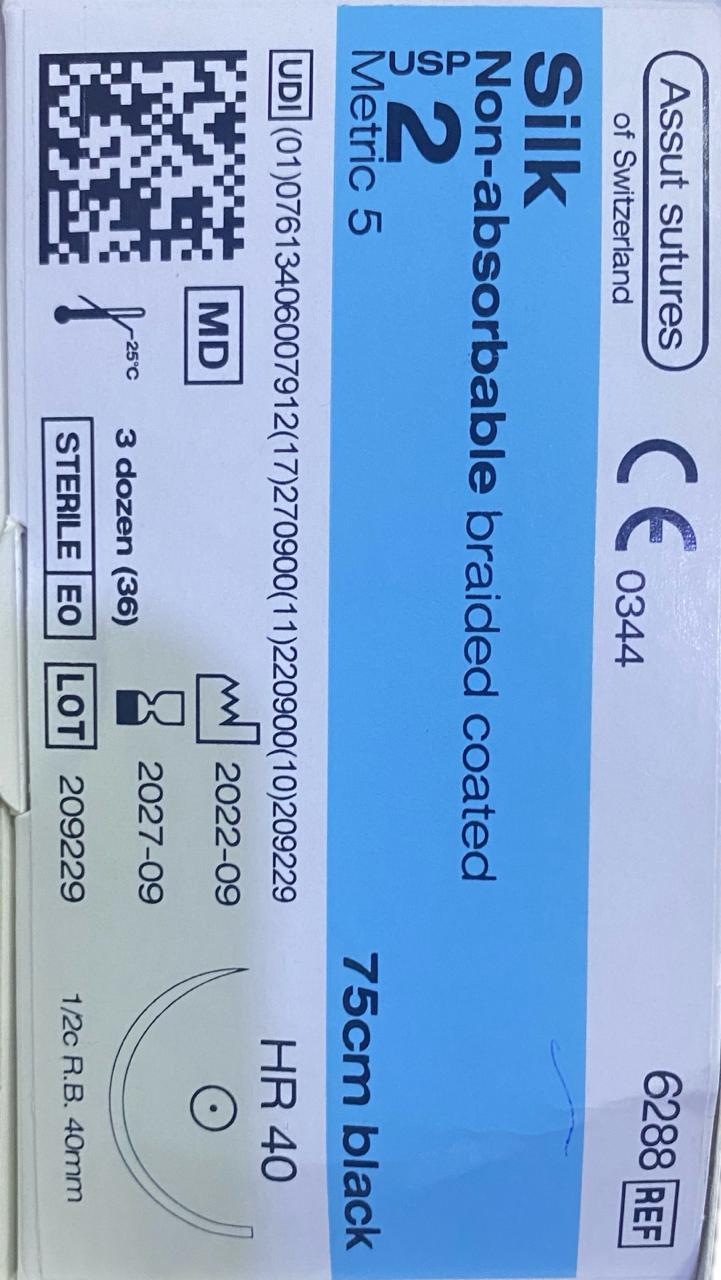 Assut sutures
of Switzerland
CE 0344
6288 REF
Silk
Non-absorbable braided coated
USP 2
Metric 5
75cm black
UDI (01)07613406007912(17)270900(11)220900(10)209229
HR 40
MD
2022-09
25°C
2027-09
3 dozen (36)
STERILE EO
LOT 209229
1/2c R.B. 40mm